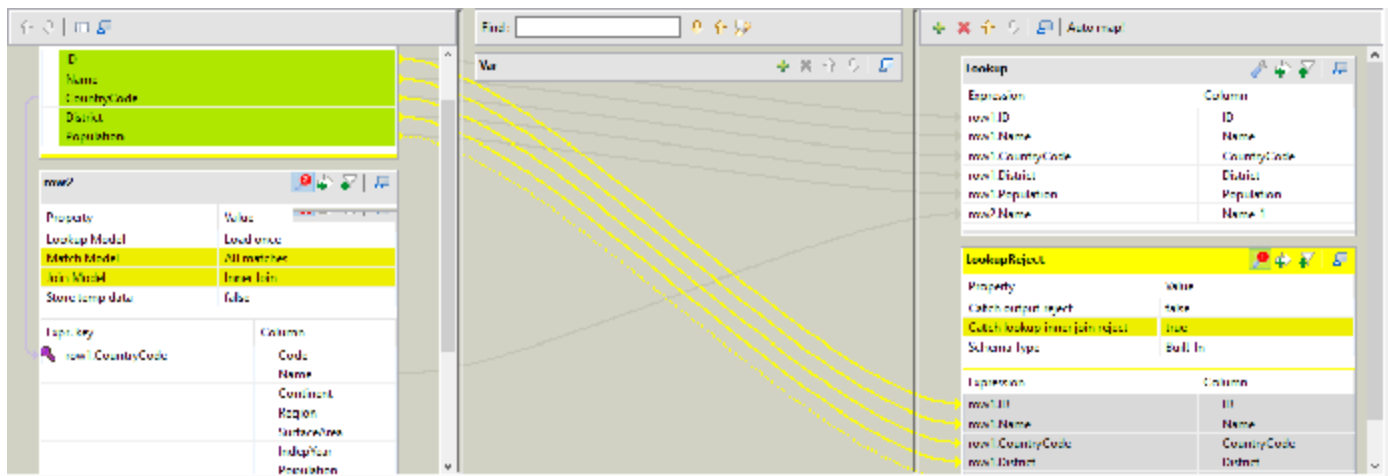 ID
Name
CountryCode
District
Population
row2
Property Value
Lookup Model Load once
Match Model All matches
Join Model Inner Join
Store temp data false
Expr. key Column
row1.CountryCode Code
Name
Continent
Region
SurfaceArea
IndepYear
Population
Find:
Var
Auto map!
Lookup
Expression Column
row1.ID ID
row1.Name Name
row1.CountryCode CountryCode
row1.District District
row1.Population Population
row2.Name Name_1
LookupReject
Property Value
Catch output reject false
Catch lookup inner join reject true
Schema Type Built-In
Expression Column
row1.ID ID
row1.Name Name
row1.CountryCode CountryCode
row1.District District